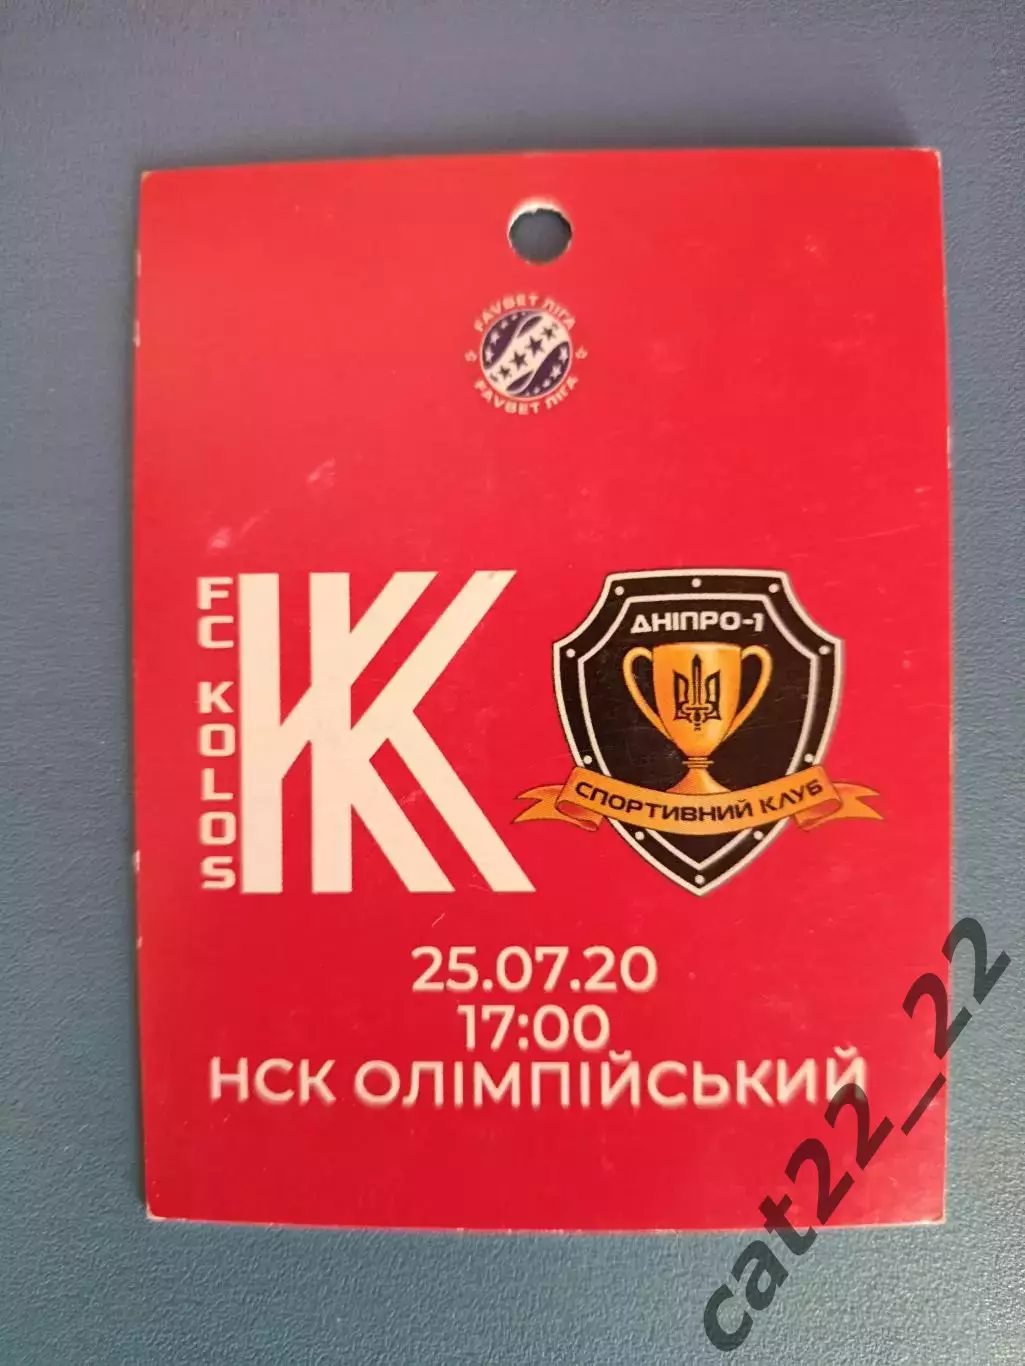 FAVBET ЛІГА
FAVBET ЛІГА
FC KOLOS
ДНІПРО-1
СПОРТИВНИЙ КЛУБ
25.07.20
17:00
НСК ОЛІМПІЙСЬКИЙ
cat22_22